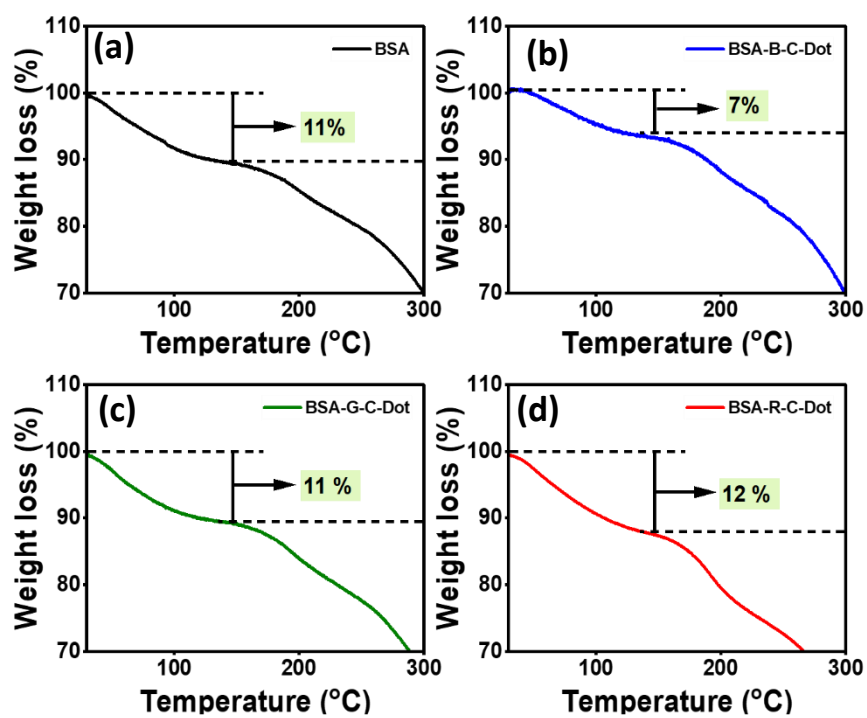 (a)
BSA
110
100
90
80
70
11%
100
200
300
Weight loss (%)
Temperature (°C)
(b)
BSA-B-C-Dot
110
100
90
80
70
7%
100
200
300
Weight loss (%)
Temperature (°C)
(c)
BSA-G-C-Dot
110
100
90
80
70
11 %
100
200
300
Weight loss (%)
Temperature (°C)
(d)
BSA-R-C-Dot
110
100
90
80
70
12 %
100
200
300
Weight loss (%)
Temperature (°C)